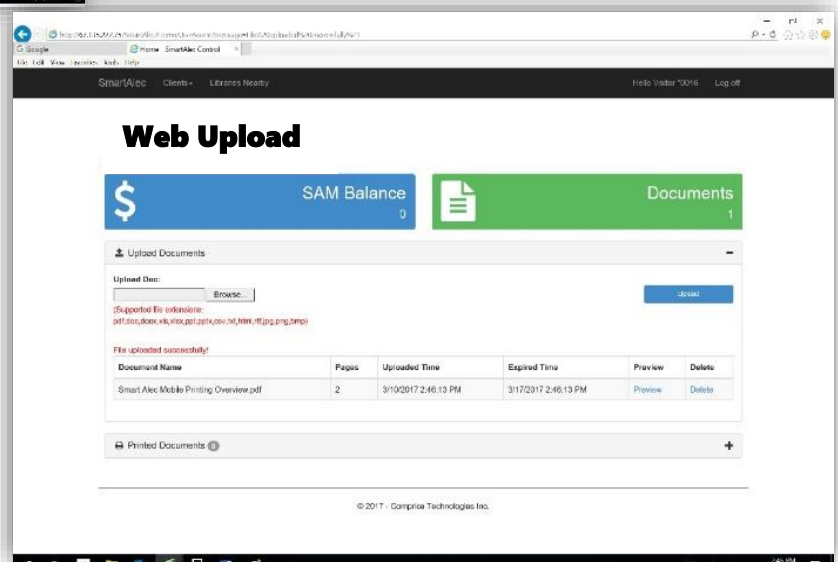 Google
Home SmartAlec Control
File Edit View Favorites Tools Help
SmartAlec Clients Libraries Nearby Hello Visitor *0016 Log off
Web Upload
SAM Balance
0
Documents
1
Upload Documents
Upload Doc:
Browse...
Upload
(Supported file extensions:
pdf,doc,docx,xls,xlsx,ppt,pptx,csv,txt,html,rtf,jpg,png,bmp)
File uploaded successfully!
Document Name Pages Uploaded Time Expired Time Preview Delete
Smart Alec Mobile Printing Overview.pdf 2 3/10/2017 2:46:13 PM 3/17/2017 2:46:13 PM Preview Delete
Printed Documents 0
© 2017 - Comprise Technologies Inc.